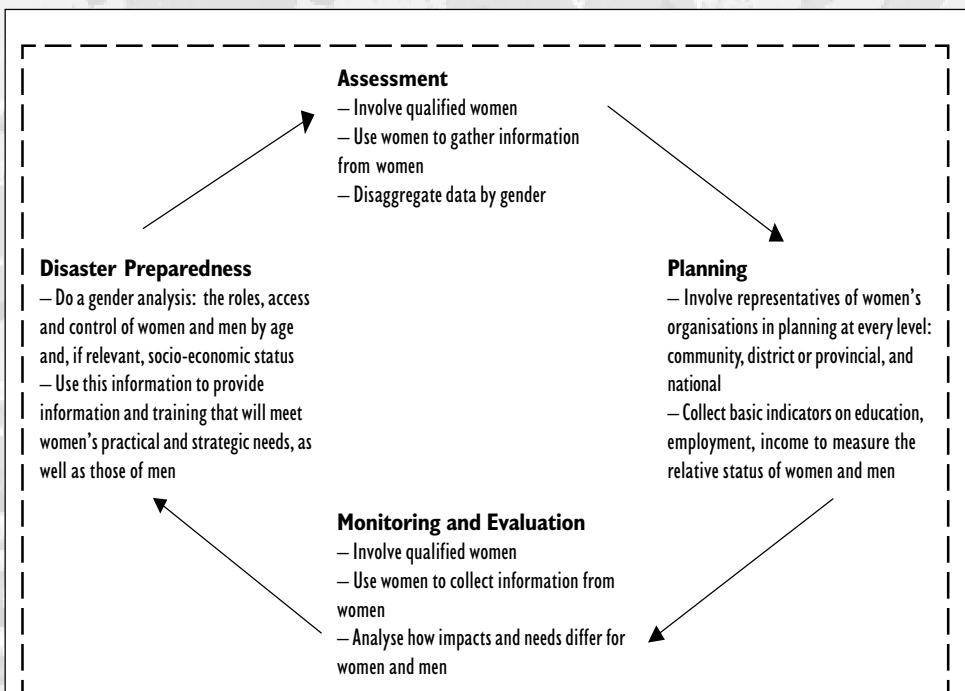 Assessment
– Involve qualified women
– Use women to gather information
from women
– Disaggregate data by gender
Disaster Preparedness
– Do a gender analysis: the roles, access
and control of women and men by age
and, if relevant, socio-economic status
– Use this information to provide
information and training that will meet
women’s practical and strategic needs, as
well as those of men
Planning
– Involve representatives of women’s
organisations in planning at every level:
community, district or provincial, and
national
– Collect basic indicators on education,
employment, income to measure the
relative status of women and men
Monitoring and Evaluation
– Involve qualified women
– Use women to collect information from
women
– Analyse how impacts and needs differ for
women and men